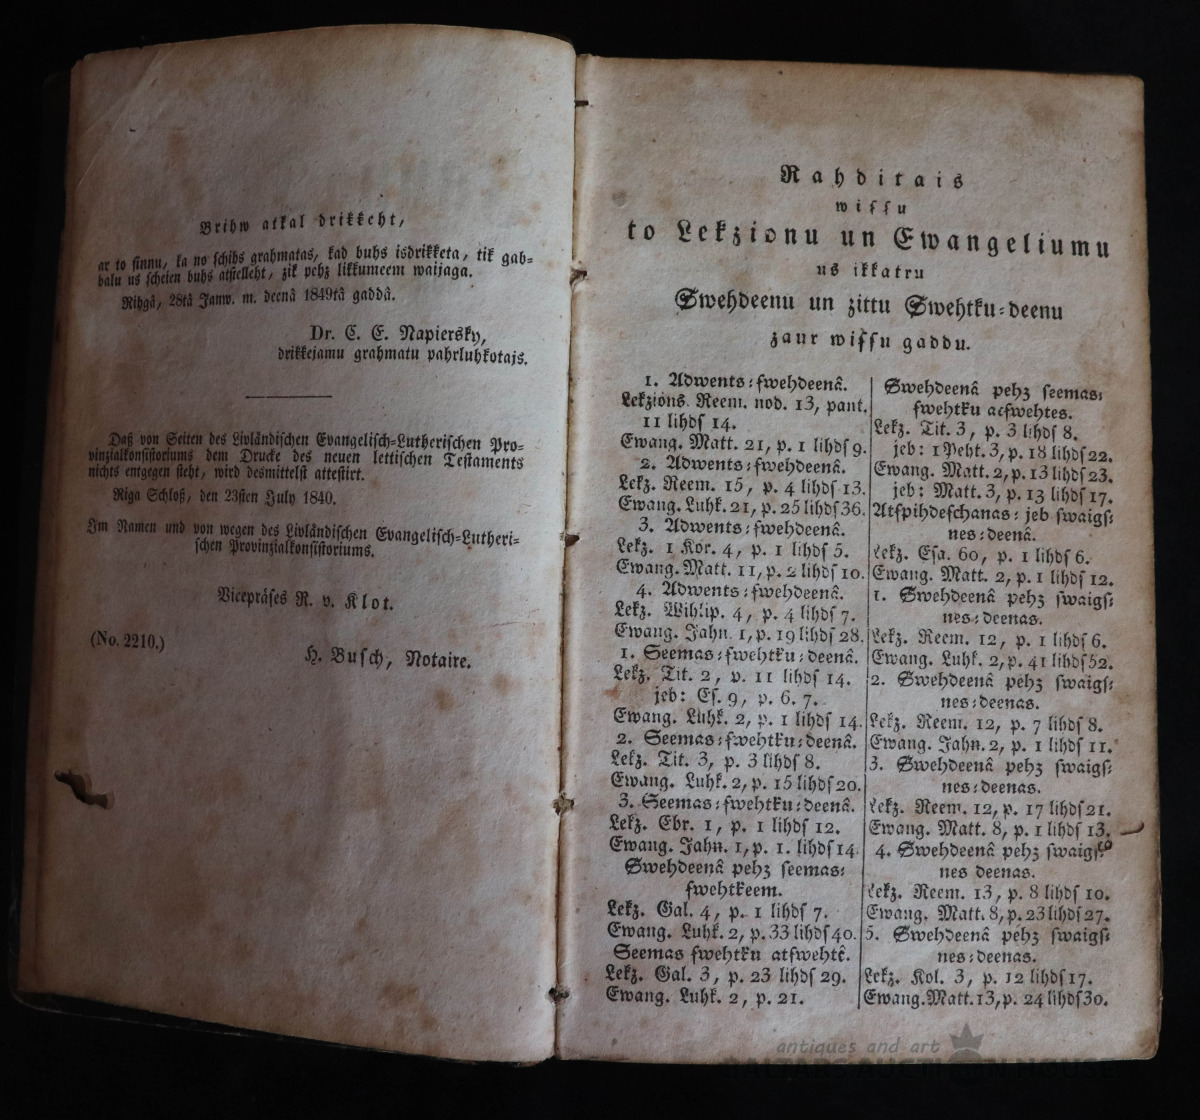 Brihw atkal drikkeht,
ar to sinnu, ka no schihs grahmatas, kad buhs isdrikketa, tik gab-
balu us scheien buhs atstelleht, zik pehz likkumeem waijaga.
Rihgâ, 28tâ Janw. m. deenâ 1849tâ gaddâ.
Dr. C. E. Napiersky,
drikkejamu grahmatu pahrluhkotajs.
Daß von Seiten des Livländischen Evangelisch-Lutherischen Pro-
vinzialkonsistoriums dem Drucke des neuen lettischen Testaments
nichts entgegen steht, wird desmittelst attestirt.
Riga Schloß, den 23sten July 1840.
Im Namen und von wegen des Livländischen Evangelisch-Lutheri-
schen Provinzialkonsistoriums.
Vicepräses R. v. Klot.
(No. 2210.)
H. Busch, Notaire.
Rahditais
wissu
to Lekzionu un Ewangeliumu
us ikkatru
Swehdeenu un zittu Swehtku-deenu
zaur wissu gaddu.
1. Adwents-swehdeenâ.
Lekzions. Reem. nod. 13, pant.
11 lihds 14.
Ewang. Matt. 21, p. 1 lihds 9.
2. Adwents-swehdeenâ.
Lekz. Reem. 15, p. 4 lihds 13.
Ewang. Luhk. 21, p. 25 lihds 36.
3. Adwents-swehdeenâ.
Lekz. 1 Kor. 4, p. 1 lihds 5.
Ewang. Matt. 11, p. 2 lihds 10.
4. Adwents-swehdeenâ.
Lekz. Wihlip. 4, p. 4 lihds 7.
Ewang. Jahn. 1, p. 19 lihds 28.
1. Seemas-swehtku-deenâ.
Lekz. Tit. 2, p. 11 lihds 14.
jeb: Es. 9, p. 6. 7.
Ewang. Luhk. 2, p. 1 lihds 14.
2. Seemas-swehtku-deenâ.
Lekz. Tit. 3, p. 3 lihds 8.
Ewang. Luhk. 2, p. 15 lihds 20.
3. Seemas-swehtku-deenâ.
Lekz. Ebr. 1, p. 1 lihds 12.
Ewang. Jahn. 1, p. 1. lihds 14
Swehdeenâ pehz seemas-
swehtkeem.
Lekz. Gal. 4, p. 1 lihds 7.
Ewang. Luhk. 2, p. 33 lihds 40.
Seemas swehtku atswehtê.
Lekz. Gal. 3, p. 23 lihds 29.
Ewang. Luhk. 2, p. 21.
Swehdeenâ pehz seemas-
swehtku atswehtes.
Lekz. Tit. 3, p. 3 lihds 8.
jeb: 1 Peht. 3, p. 18 lihds 22.
Ewang. Matt. 2, p. 13 lihds 23.
jeb: Matt. 3, p. 13 lihds 17.
Atspihdeschanas- jeb swaigs-
nes-deenâ.
Lekz. Esa. 60, p. 1 lihds 6.
Ewang. Matt. 2, p. 1 lihds 12.
1. Swehdeenâ pehz swaigs-
nes-deenas.
Lekz. Reem. 12, p. 1 lihds 6.
Ewang. Luhk. 2, p. 41 lihds 52.
2. Swehdeenâ pehz swaigs-
nes-deenas.
Lekz. Reem. 12, p. 7 lihds 8.
Ewang. Jahn. 2, p. 1 lihds 11.
3. Swehdeenâ pehz swaigs-
nes-deenas.
Lekz. Reem. 12, p. 17 lihds 21.
Ewang. Matt. 8, p. 1 lihds 13.
4. Swehdeenâ pehz swaigs-
nes deenas.
Lekz. Reem. 13, p. 8 lihds 10.
Ewang. Matt. 8, p. 23 lihds 27.
5. Swehdeenâ pehz swaigs-
nes-deenas.
Lekz. Kol. 3, p. 12 lihds 17.
Ewang. Matt. 13, p. 24 lihds 30.
antiques and art
BALTARS AUCTION HOUSE